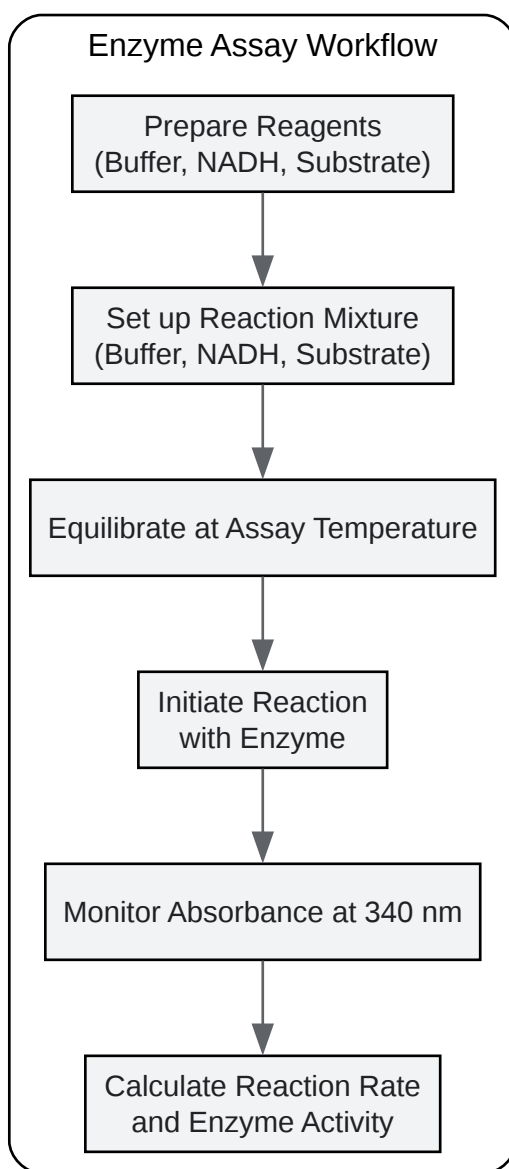 Enzyme Assay Workflow
Prepare Reagents
(Buffer, NADH, Substrate)
Set up Reaction Mixture
(Buffer, NADH, Substrate)
Equilibrate at Assay Temperature
Initiate Reaction
with Enzyme
Monitor Absorbance at 340 nm
Calculate Reaction Rate
and Enzyme Activity